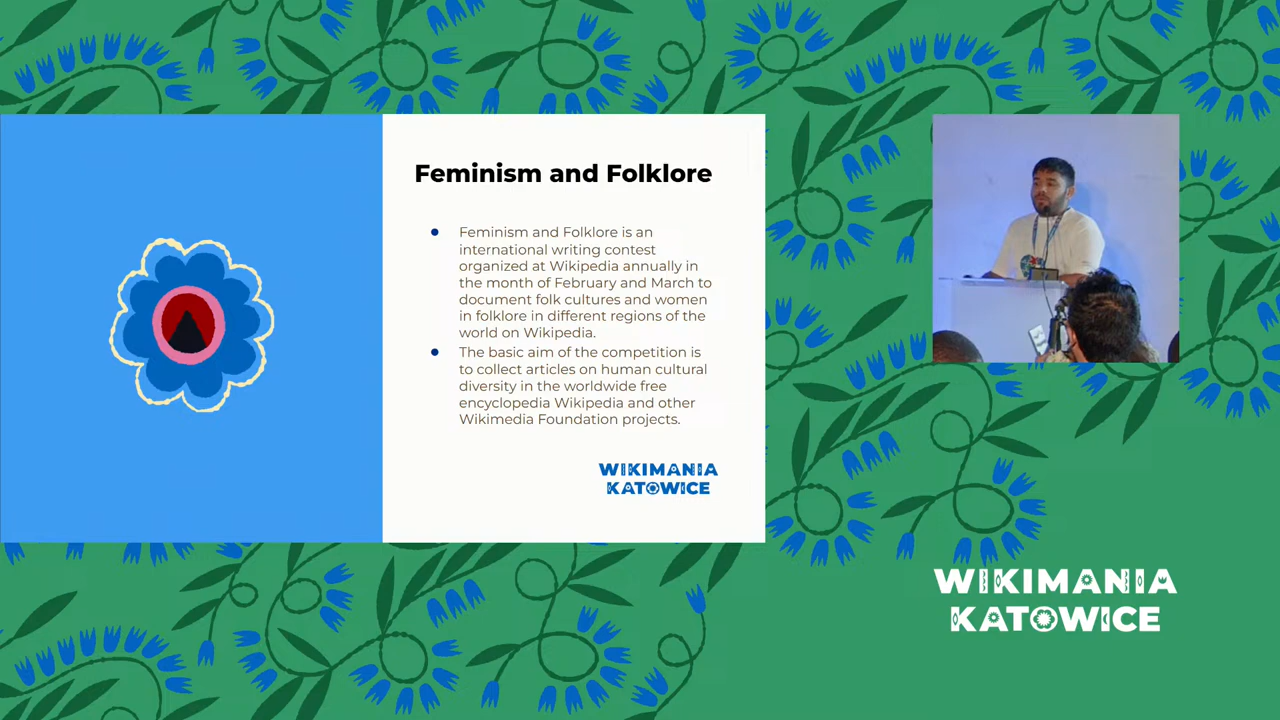 Feminism and Folklore
Feminism and Folklore is an
international writing contest
organized at Wikipedia annually in
the month of February and March to
document folk cultures and women
in folklore in different regions of the
world on Wikipedia.
The basic aim of the competition is
to collect articles on human cultural
diversity in the worldwide free
encyclopedia Wikipedia and other
Wikimedia Foundation projects.
WIKIMANIA
KATOWICE
WIKIMANIA
KATOWICE